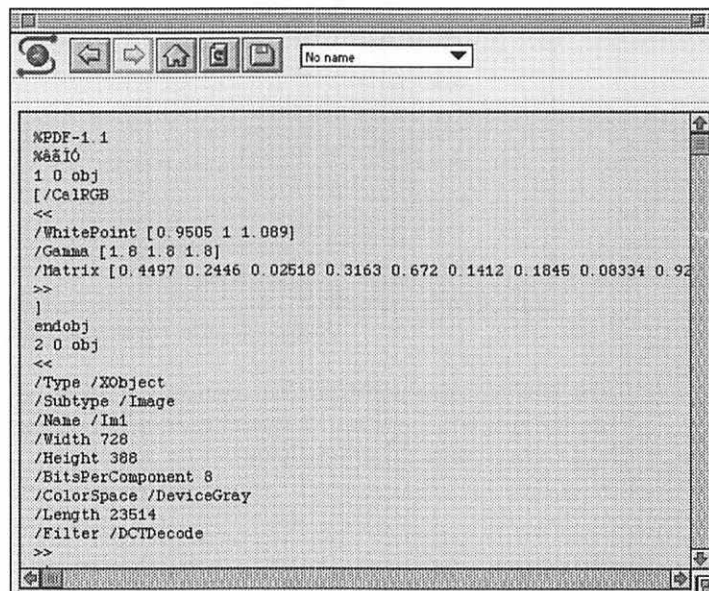 No name
%PDF-1.1
%âãÏÓ
1 0 obj
[/CalRGB
<<
/WhitePoint [0.9505 1 1.089]
/Gamma [1.8 1.8 1.8]
/Matrix [0.4497 0.2446 0.02518 0.3163 0.672 0.1412 0.1845 0.08334 0.92
>>
]
endobj
2 0 obj
<<
/Type /XObject
/Subtype /Image
/Name /Im1
/Width 728
/Height 388
/BitsPerComponent 8
/ColorSpace /DeviceGray
/Length 23514
/Filter /DCTDecode
>>